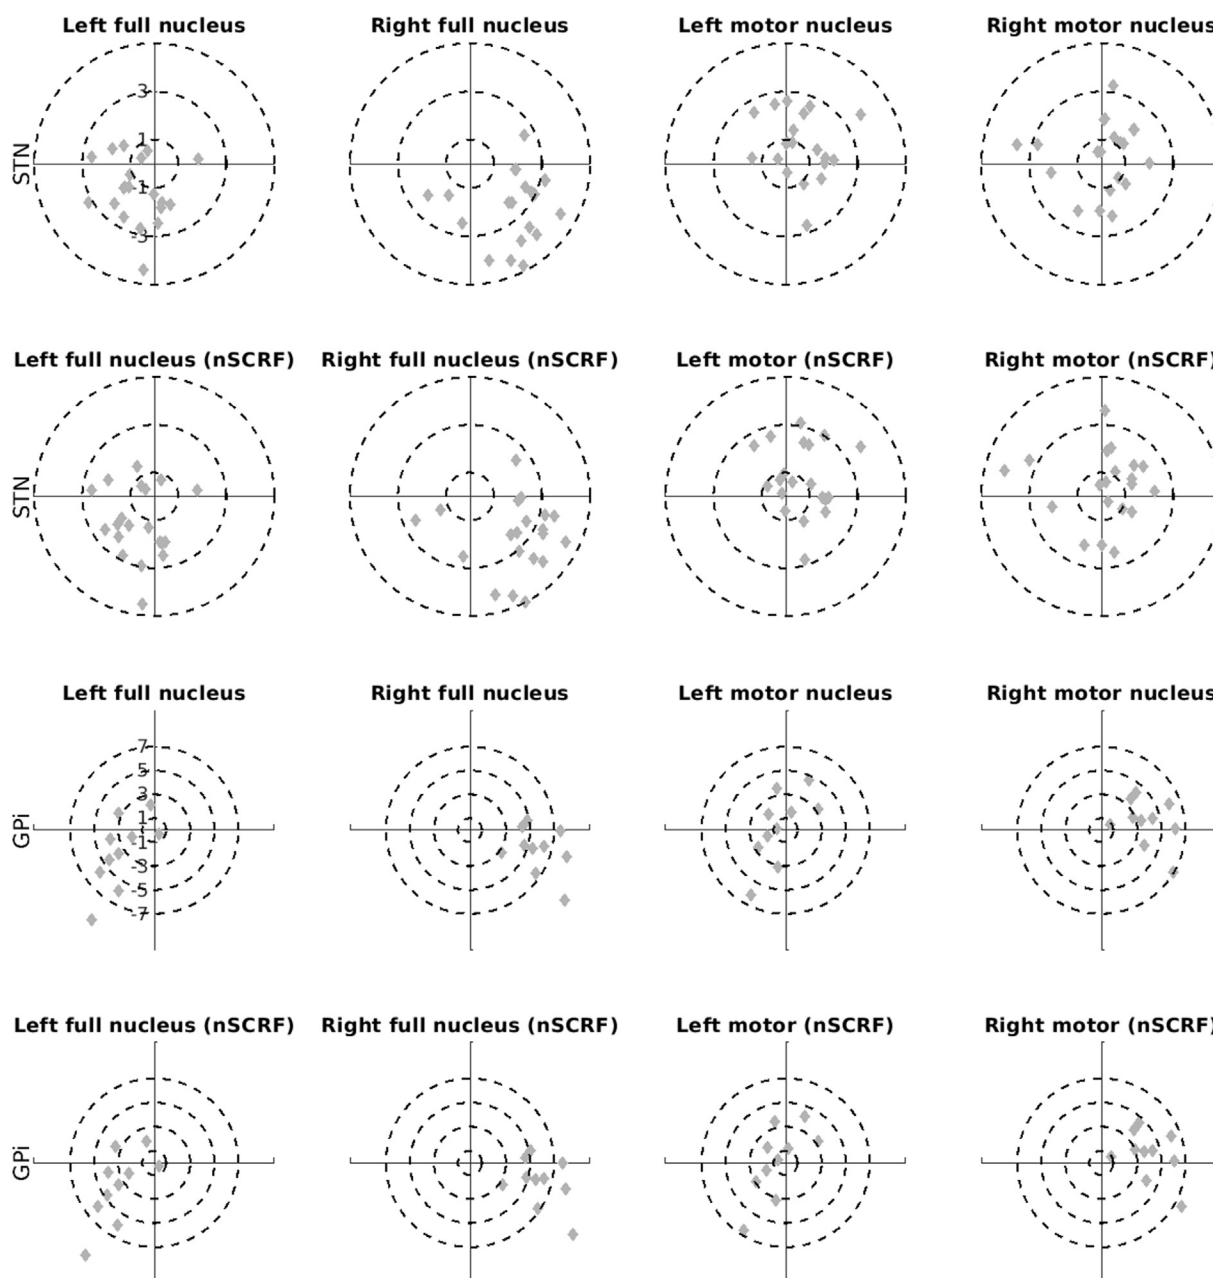 Left full nucleus
Right full nucleus
Left motor nucleus
Right motor nucleus
STN
3
1
-1
-3
Left full nucleus (nSCRF)
Right full nucleus (nSCRF)
Left motor (nSCRF)
Right motor (nSCRF)
STN
Left full nucleus
Right full nucleus
Left motor nucleus
Right motor nucleus
GPi
7
5
3
1
-1
-3
-5
-7
Left full nucleus (nSCRF)
Right full nucleus (nSCRF)
Left motor (nSCRF)
Right motor (nSCRF)
GPi